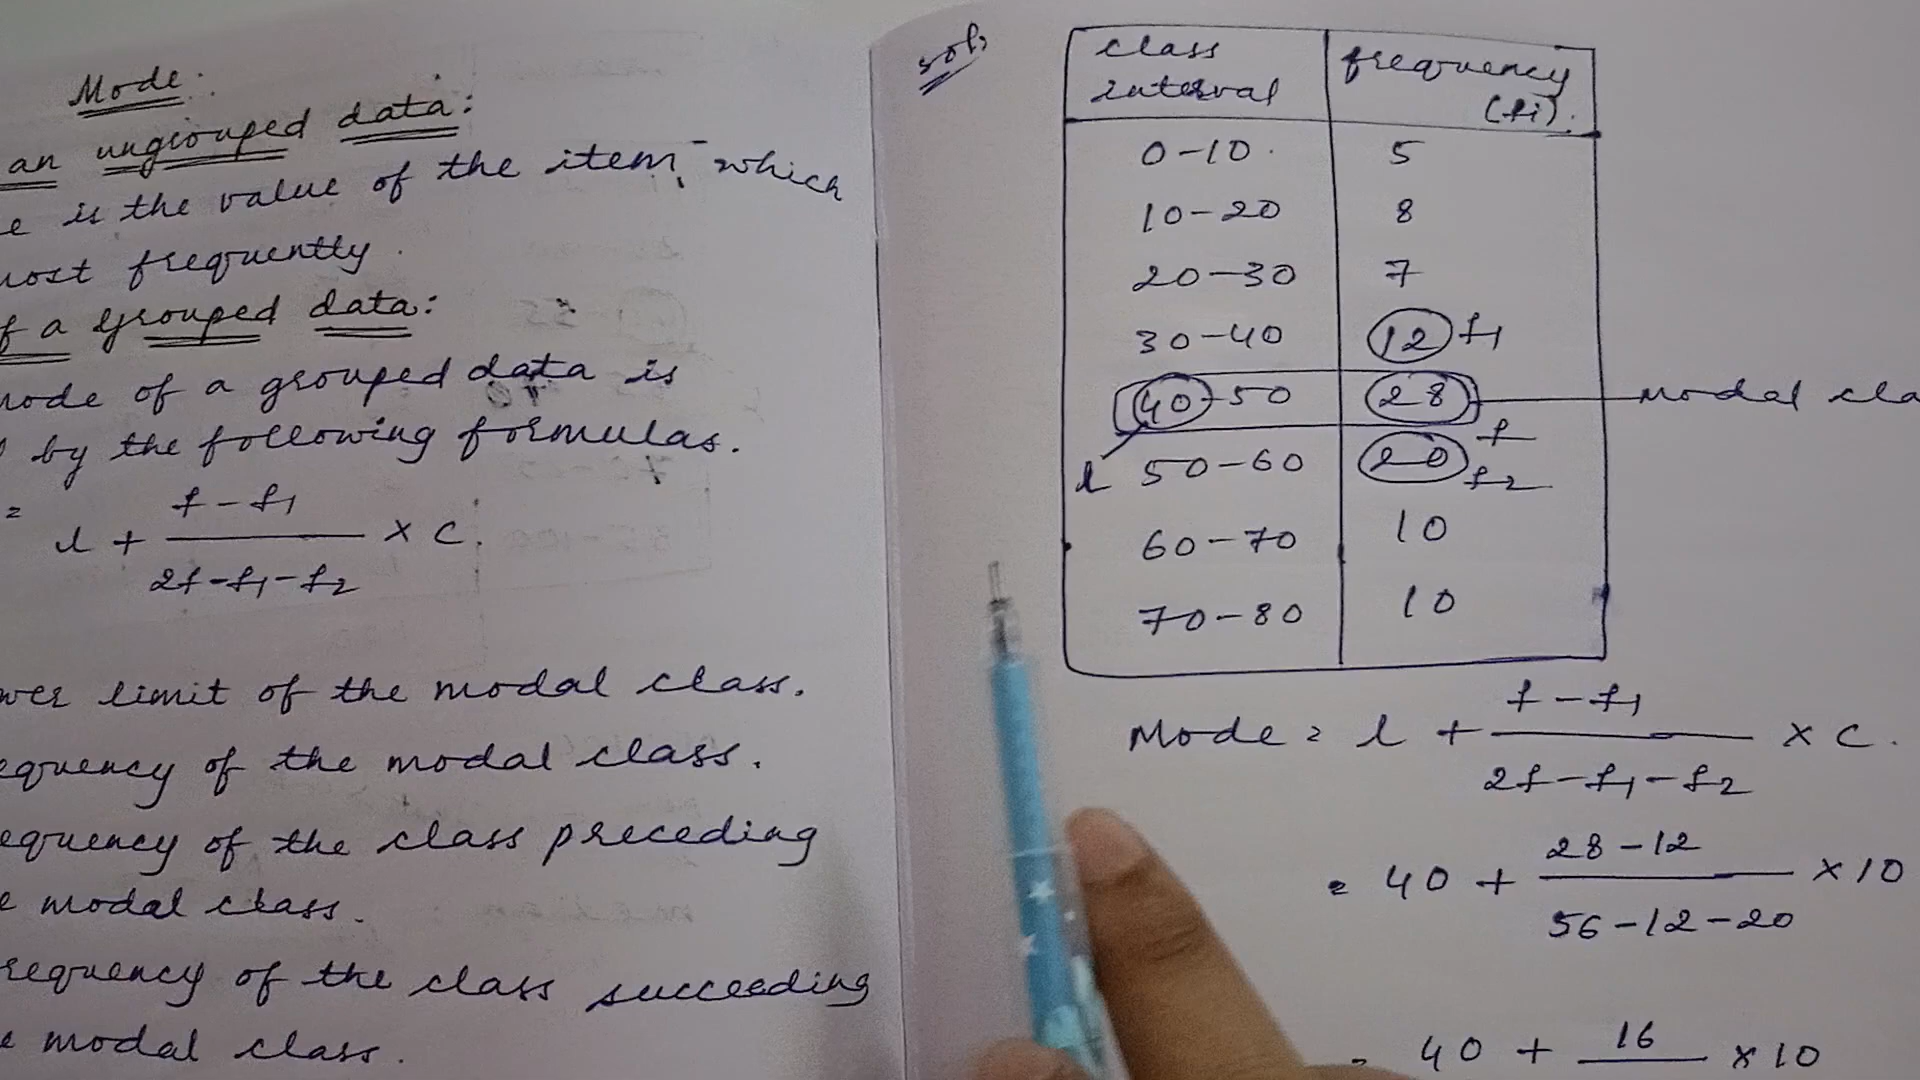 Mode:
an ungrouped data:
e is the value of the item, which
most frequently.
f a grouped data:
mode of a grouped data is
by the following formulas.
= l + f-f1 / 2f-f1-f2 × c.
wer limit of the modal class.
equency of the modal class.
equency of the class preceding
e modal class.
requency of the class succeeding
e modal class.
sol:
class interval frequency (fi).
0-10 5
10-20 8
20-30 7
30-40 12 f1
40-50 28 f modal cla
l 50-60 20 f2
60-70 10
70-80 10
Mode = l + f-f1 / 2f-f1-f2 × c.
= 40 + 28-12 / 56-12-20 × 10
= 40 + 16 × 10